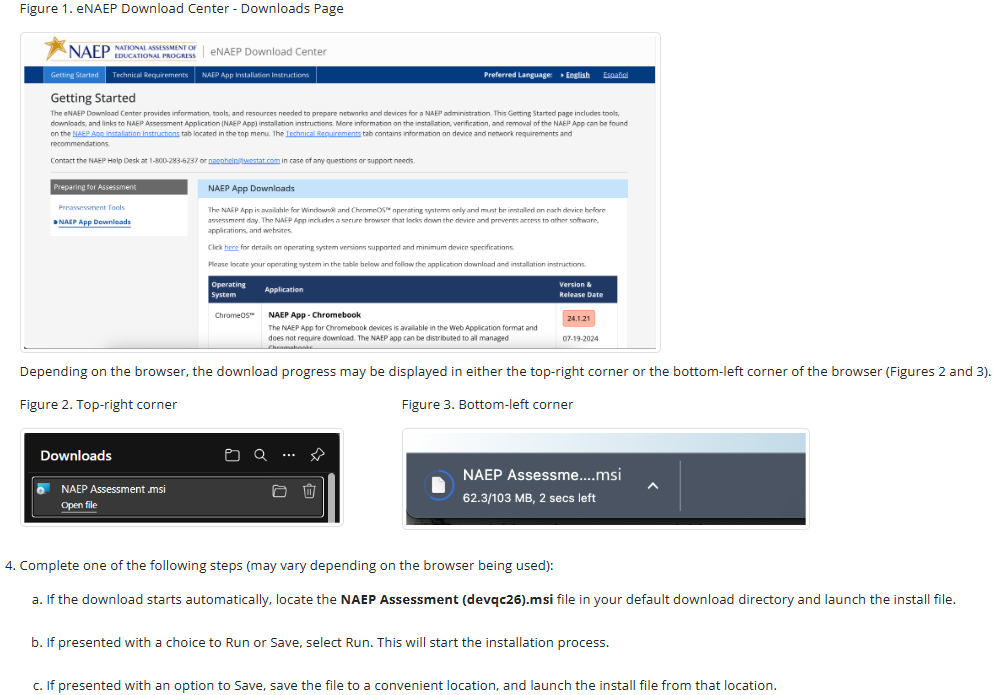 Figure 1. eNAEP Download Center - Downloads Page
NAEP NATIONAL ASSESSMENT OF EDUCATIONAL PROGRESS | eNAEP Download Center
Getting Started Technical Requirements NAEP App Installation Instructions Preferred Language: English Español
Getting Started
The eNAEP Download Center provides information, tools, and resources needed to prepare networks and devices for a NAEP administration. This Getting Started page includes tools,
downloads, and links to NAEP Assessment Application (NAEP App) installation instructions. More information on the installation, verification, and removal of the NAEP App can be found
on the NAEP App Installation Instructions tab located in the top menu. The Technical Requirements tab contains information on device and network requirements and
recommendations.
Contact the NAEP Help Desk at 1-800-283-6237 or naephelp@westat.com in case of any questions or support needs.
Preparing for Assessment
Preassessment Tools
NAEP App Downloads
NAEP App Downloads
The NAEP App is available for Windows® and ChromeOS™ operating systems only and must be installed on each device before
assessment day. The NAEP App includes a secure browser that locks down the device and prevents access to other software,
applications, and websites.
Click here for details on operating system versions supported and minimum device specifications.
Please locate your operating system in the table below and follow the application download and installation instructions.
Operating System Application Version & Release Date
ChromeOS™ NAEP App - Chromebook 24.1.21
The NAEP App for Chromebook devices is available in the Web Application format and
does not require download. The NAEP app can be distributed to all managed 07-19-2024
Chromebooks
Depending on the browser, the download progress may be displayed in either the top-right corner or the bottom-left corner of the browser (Figures 2 and 3).
Figure 2. Top-right corner
Figure 3. Bottom-left corner
Downloads
NAEP Assessment .msi
Open file
NAEP Assessme....msi
62.3/103 MB, 2 secs left
4. Complete one of the following steps (may vary depending on the browser being used):
a. If the download starts automatically, locate the NAEP Assessment (devqc26).msi file in your default download directory and launch the install file.
b. If presented with a choice to Run or Save, select Run. This will start the installation process.
c. If presented with an option to Save, save the file to a convenient location, and launch the install file from that location.